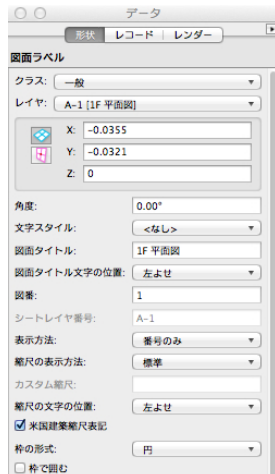 データ
形状 レコード レンダー
図面ラベル
クラス: 一般
レイヤ: A-1 [1F 平面図]
X: -0.0355
Y: -0.0321
Z: 0
角度: 0.00°
文字スタイル: <なし>
図面タイトル: 1F 平面図
図面タイトル文字の位置: 左よせ
図番: 1
シートレイヤ番号: A-1
表示方法: 番号のみ
縮尺の表示方法: 標準
カスタム縮尺:
縮尺の文字の位置: 左よせ
米国建築縮尺表記
枠の形式: 円
枠で囲む